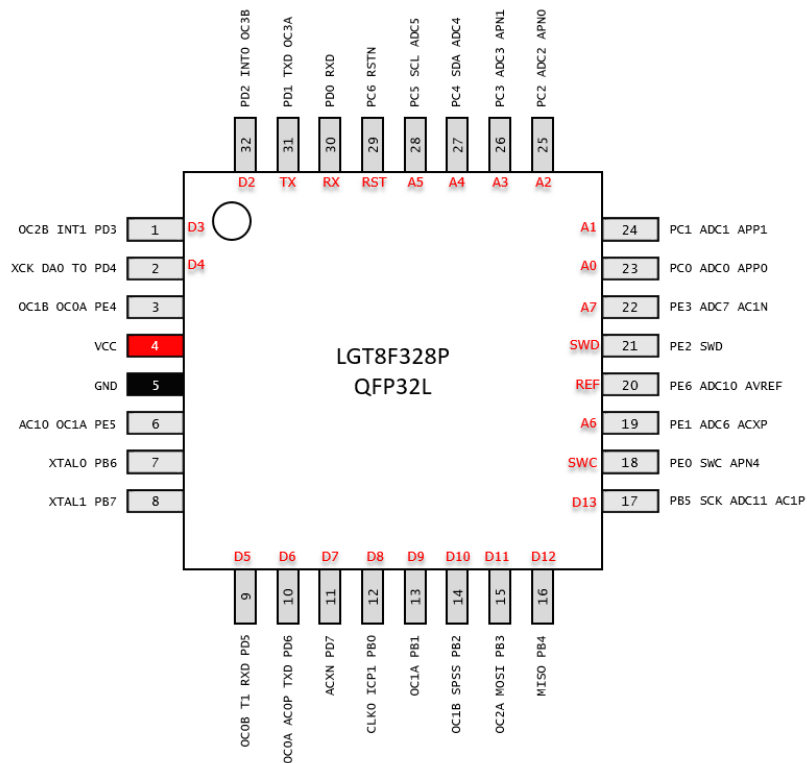 PD2 INT0 OC3B
PD1 TXD OC3A
PD0 RXD
PC6 RSTN
PC5 SCL ADC5
PC4 SDA ADC4
PC3 ADC3 APN1
PC2 ADC2 APN0
32 31 30 29 28 27 26 25
D2 TX RX RST A5 A4 A3 A2
OC2B INT1 PD3 1 D3
XCK DA0 T0 PD4 2 D4
OC1B OC0A PE4 3
VCC 4
GND 5
AC10 OC1A PE5 6
XTAL0 PB6 7
XTAL1 PB7 8
LGT8F328P
QFP32L
A1 24 PC1 ADC1 APP1
A0 23 PC0 ADC0 APP0
A7 22 PE3 ADC7 AC1N
SWD 21 PE2 SWD
REF 20 PE6 ADC10 AVREF
A6 19 PE1 ADC6 ACXP
SWC 18 PE0 SWC APN4
D13 17 PB5 SCK ADC11 AC1P
D5 D6 D7 D8 D9 D10 D11 D12
9 10 11 12 13 14 15 16
OC0B T1 RXD PD5
OC0A AC0P TXD PD6
ACXN PD7
CLKO ICP1 PB0
OC1A PB1
OC1B SPSS PB2
OC2A MOSI PB3
MISO PB4